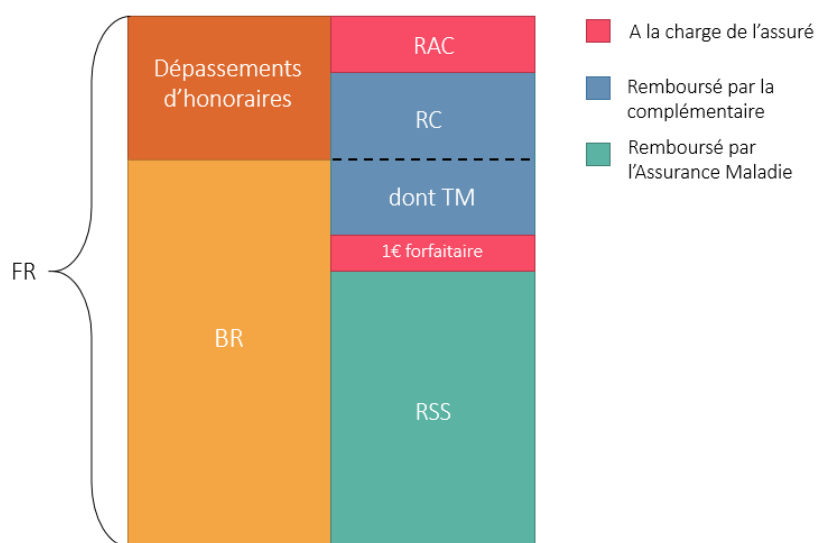 FR
Dépassements
d’honoraires
BR
RAC
RC
dont TM
1€ forfaitaire
RSS
A la charge de l’assuré
Remboursé par la
complémentaire
Remboursé par
l’Assurance Maladie